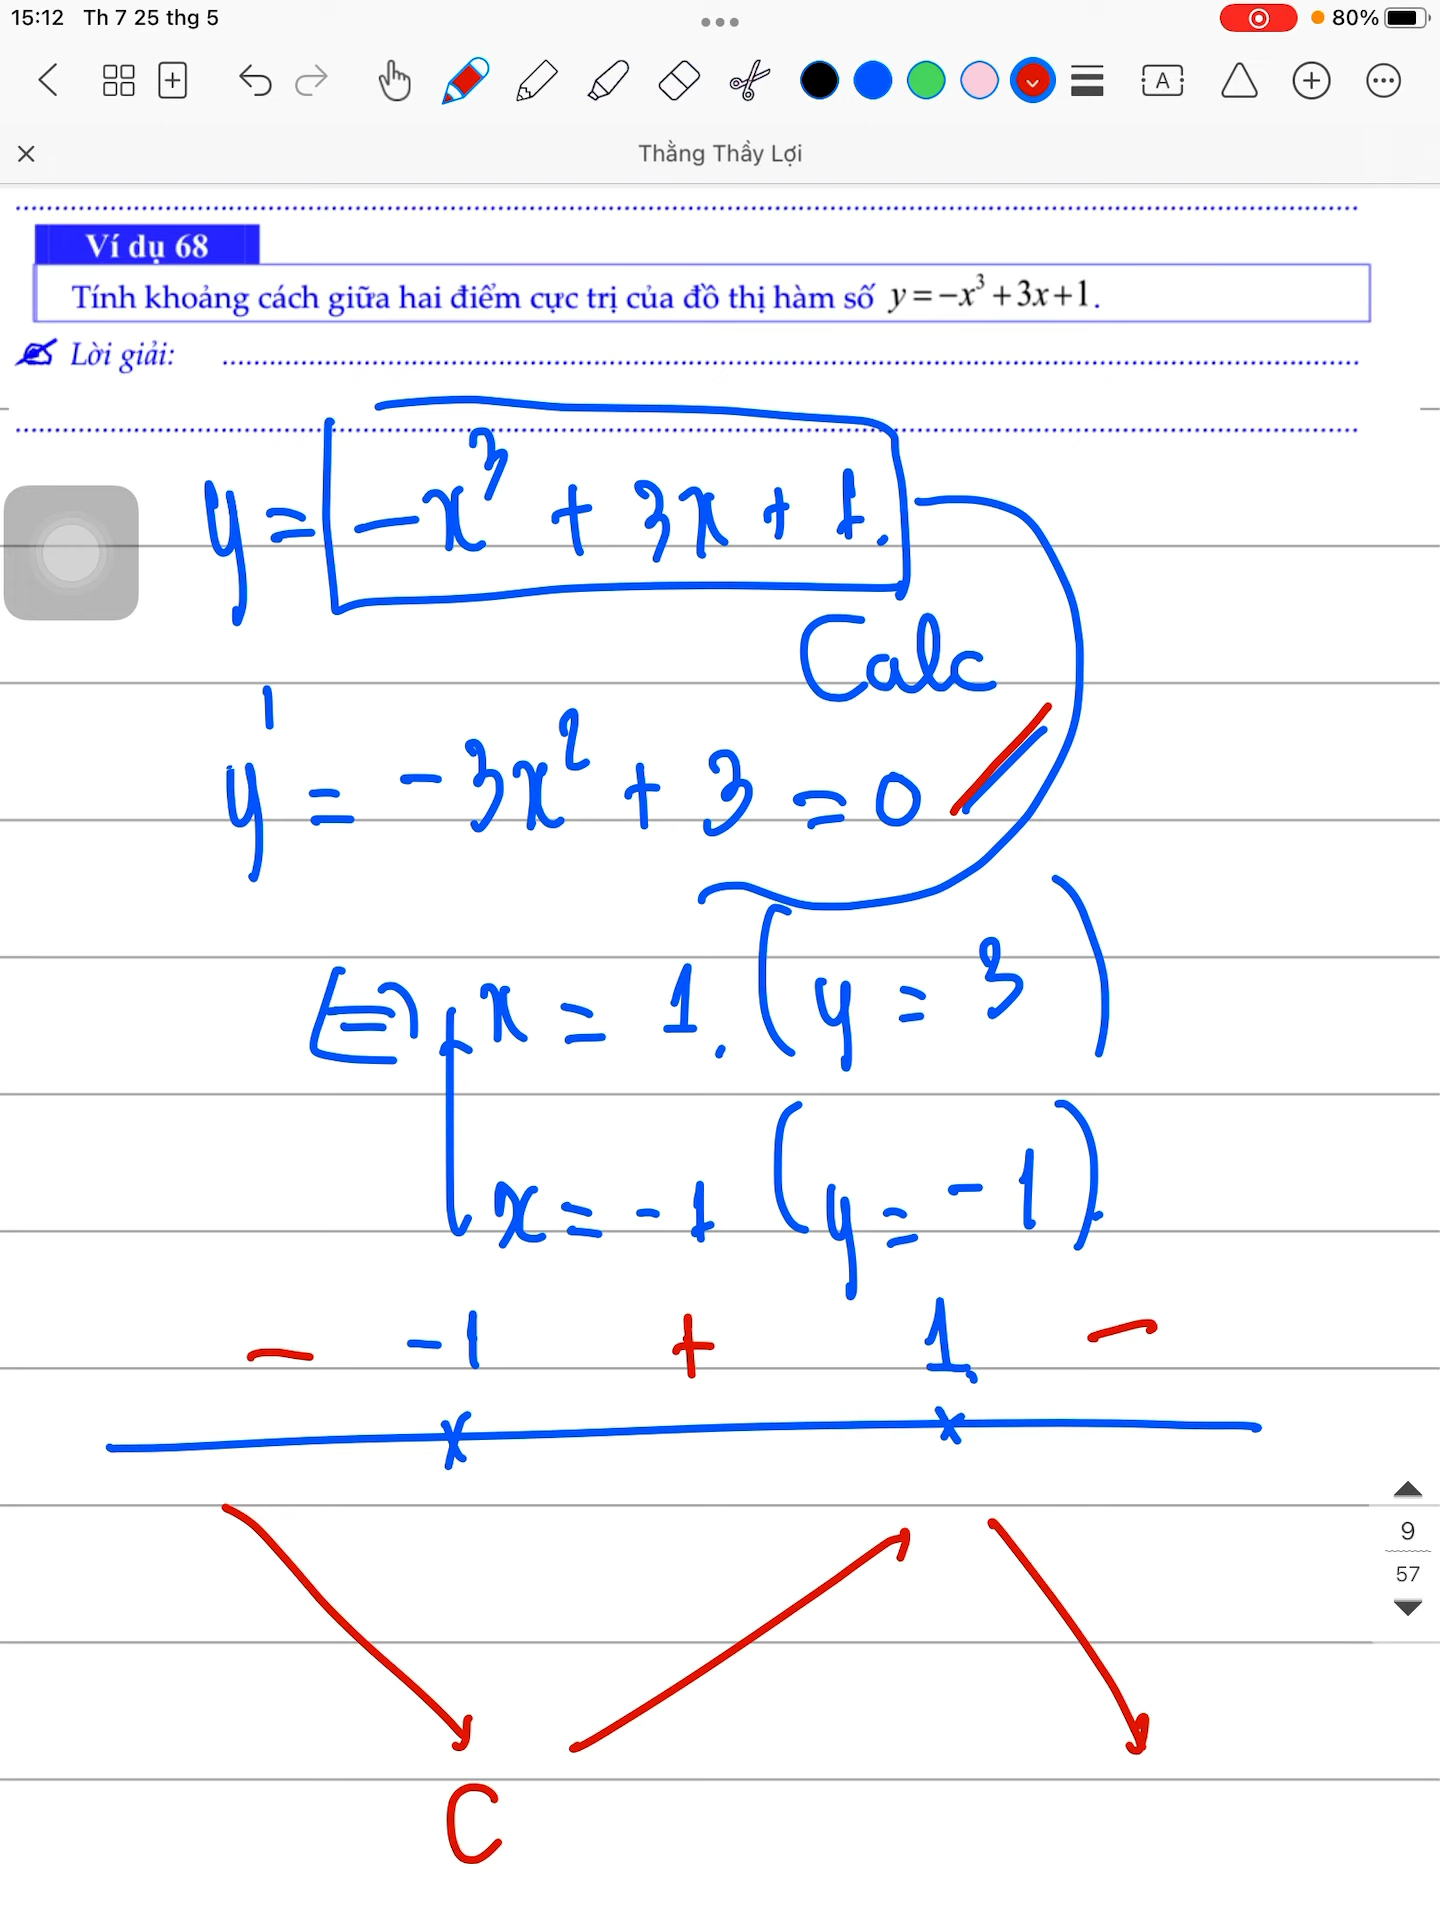 15:12 Th 7 25 thg 5
80%
A
Thằng Thầy Lợi
Ví dụ 68
Tính khoảng cách giữa hai điểm cực trị của đồ thị hàm số y=−x³+3x+1.
Lời giải:
y = −x³ + 3x + 1.
Calc
y' = −3x² + 3 = 0
⇔ x = 1. (y = 3)
x = −1 (y = −1).
− −1 + 1 −
C
9
57